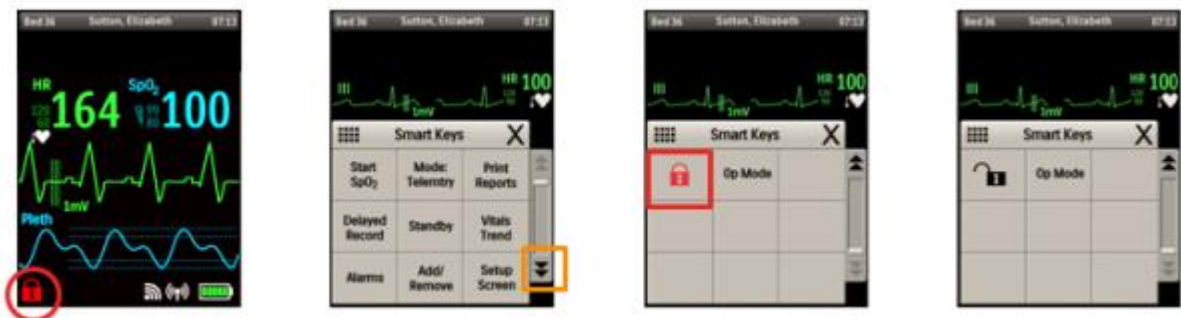 Bed 36 Sutton, Elizabeth 07:13
HR SpO₂
164 100
1mV
Pleth
Bed 36 Sutton, Elizabeth 07:13
HR 100
III
1mV
Smart Keys X
Start Mode: Print
SpO₂ Telemtry Reports
Delayed Standby Vitals
Record Trend
Alarms Add/ Setup
Remove Screen
Bed 36 Sutton, Elizabeth 07:13
HR 100
III
1mV
Smart Keys X
Op Mode
Bed 36 Sutton, Elizabeth 07:13
HR 100
III
1mV
Smart Keys X
Op Mode